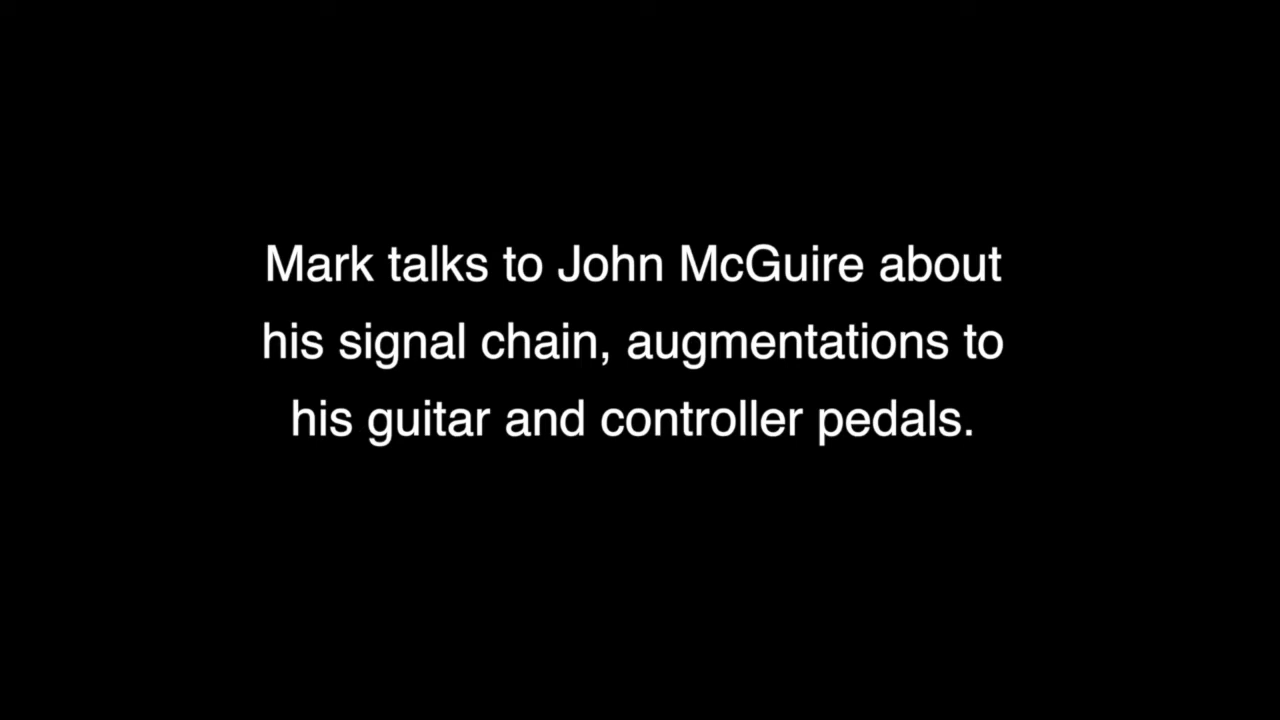 Mark talks to John McGuire about
his signal chain, augmentations to
his guitar and controller pedals.